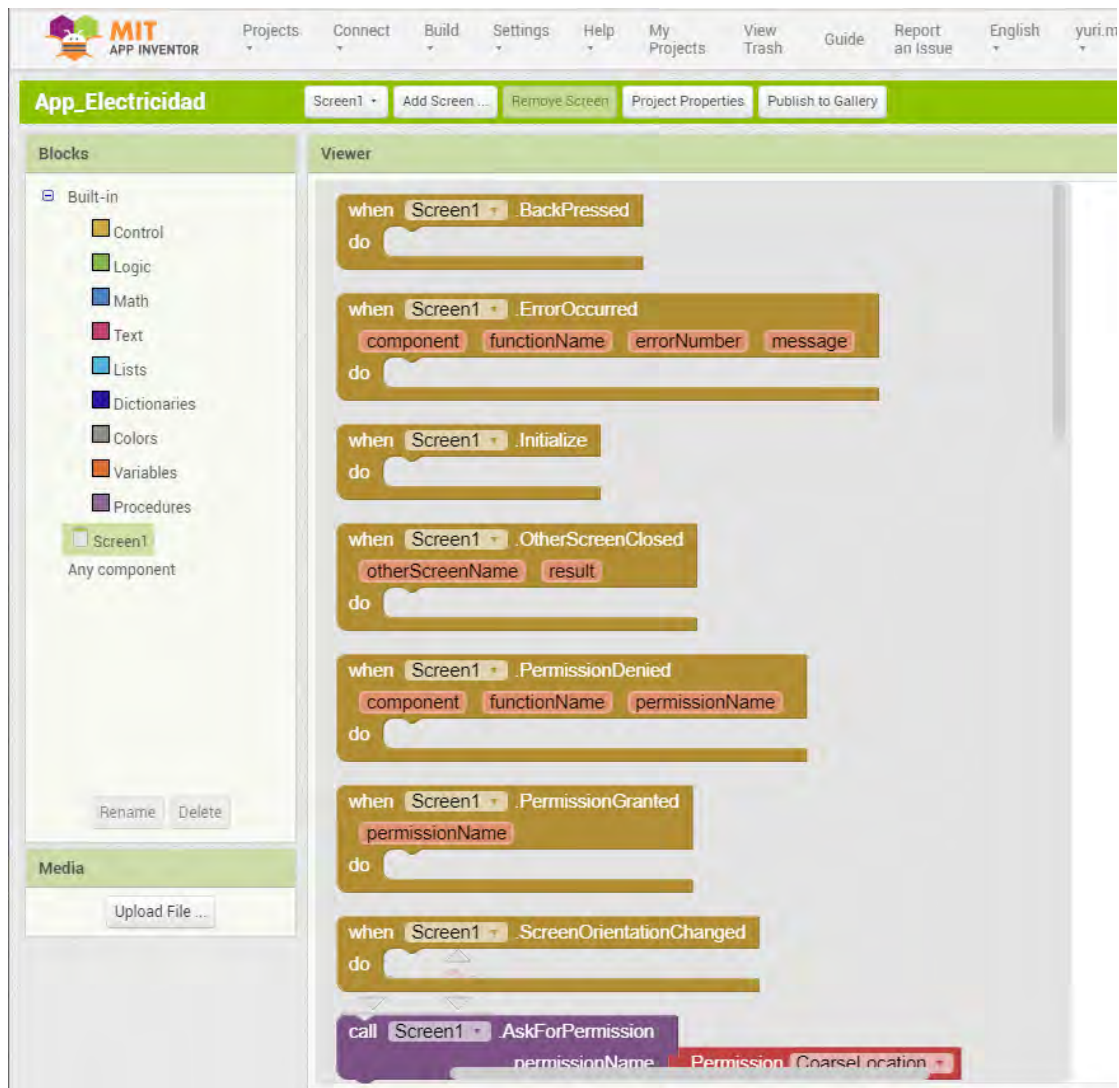 MIT
APP INVENTOR
Projects Connect Build Settings Help My Projects View Trash Guide Report an Issue English yuri.m
App_Electricidad
Screen1 Add Screen ... Remove Screen Project Properties Publish to Gallery
Blocks
Viewer
Built-in
Control
Logic
Math
Text
Lists
Dictionaries
Colors
Variables
Procedures
Screen1
Any component
Rename Delete
Media
Upload File ...
when Screen1 .BackPressed
do
when Screen1 .ErrorOccurred
component functionName errorNumber message
do
when Screen1 .Initialize
do
when Screen1 .OtherScreenClosed
otherScreenName result
do
when Screen1 .PermissionDenied
component functionName permissionName
do
when Screen1 .PermissionGranted
permissionName
do
when Screen1 .ScreenOrientationChanged
do
call Screen1 .AskForPermission
permissionName Permission CoarseLocation